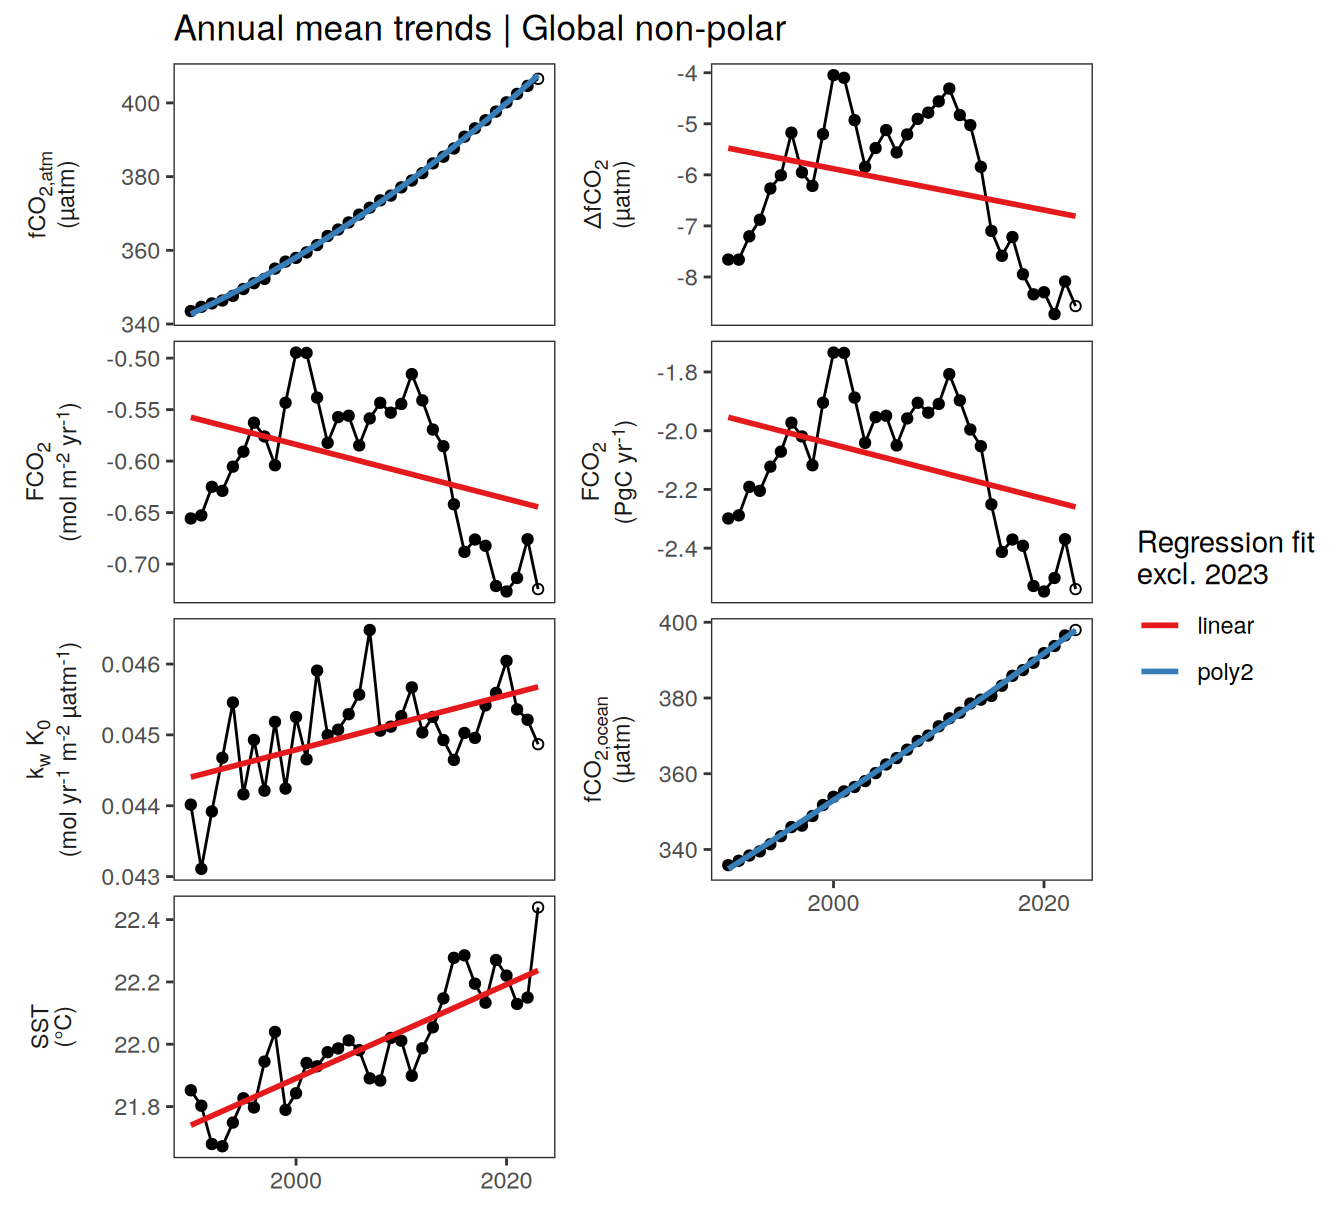 Annual mean trends | Global non-polar
fCO2,atm
(µatm)
400
380
360
340
ΔfCO2
(µatm)
-4
-5
-6
-7
-8
FCO2
(mol m-2 yr-1)
-0.50
-0.55
-0.60
-0.65
-0.70
FCO2
(PgC yr-1)
-1.8
-2.0
-2.2
-2.4
kw K0
(mol yr-1 m-2 µatm-1)
0.046
0.045
0.044
0.043
fCO2,ocean
(µatm)
400
380
360
340
2000 2020
SST
(°C)
22.4
22.2
22.0
21.8
2000 2020
Regression fit
excl. 2023
linear
poly2